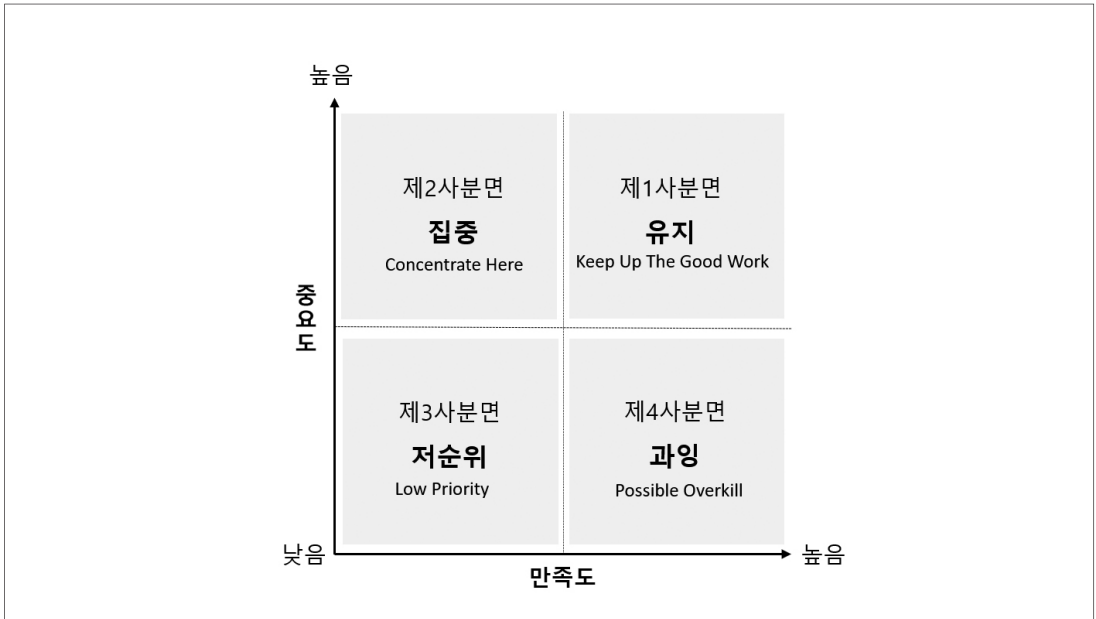 높음
제2사분면
집중
Concentrate Here
제1사분면
유지
Keep Up The Good Work
중요도
제3사분면
저순위
Low Priority
제4사분면
과잉
Possible Overkill
낮음
높음
만족도